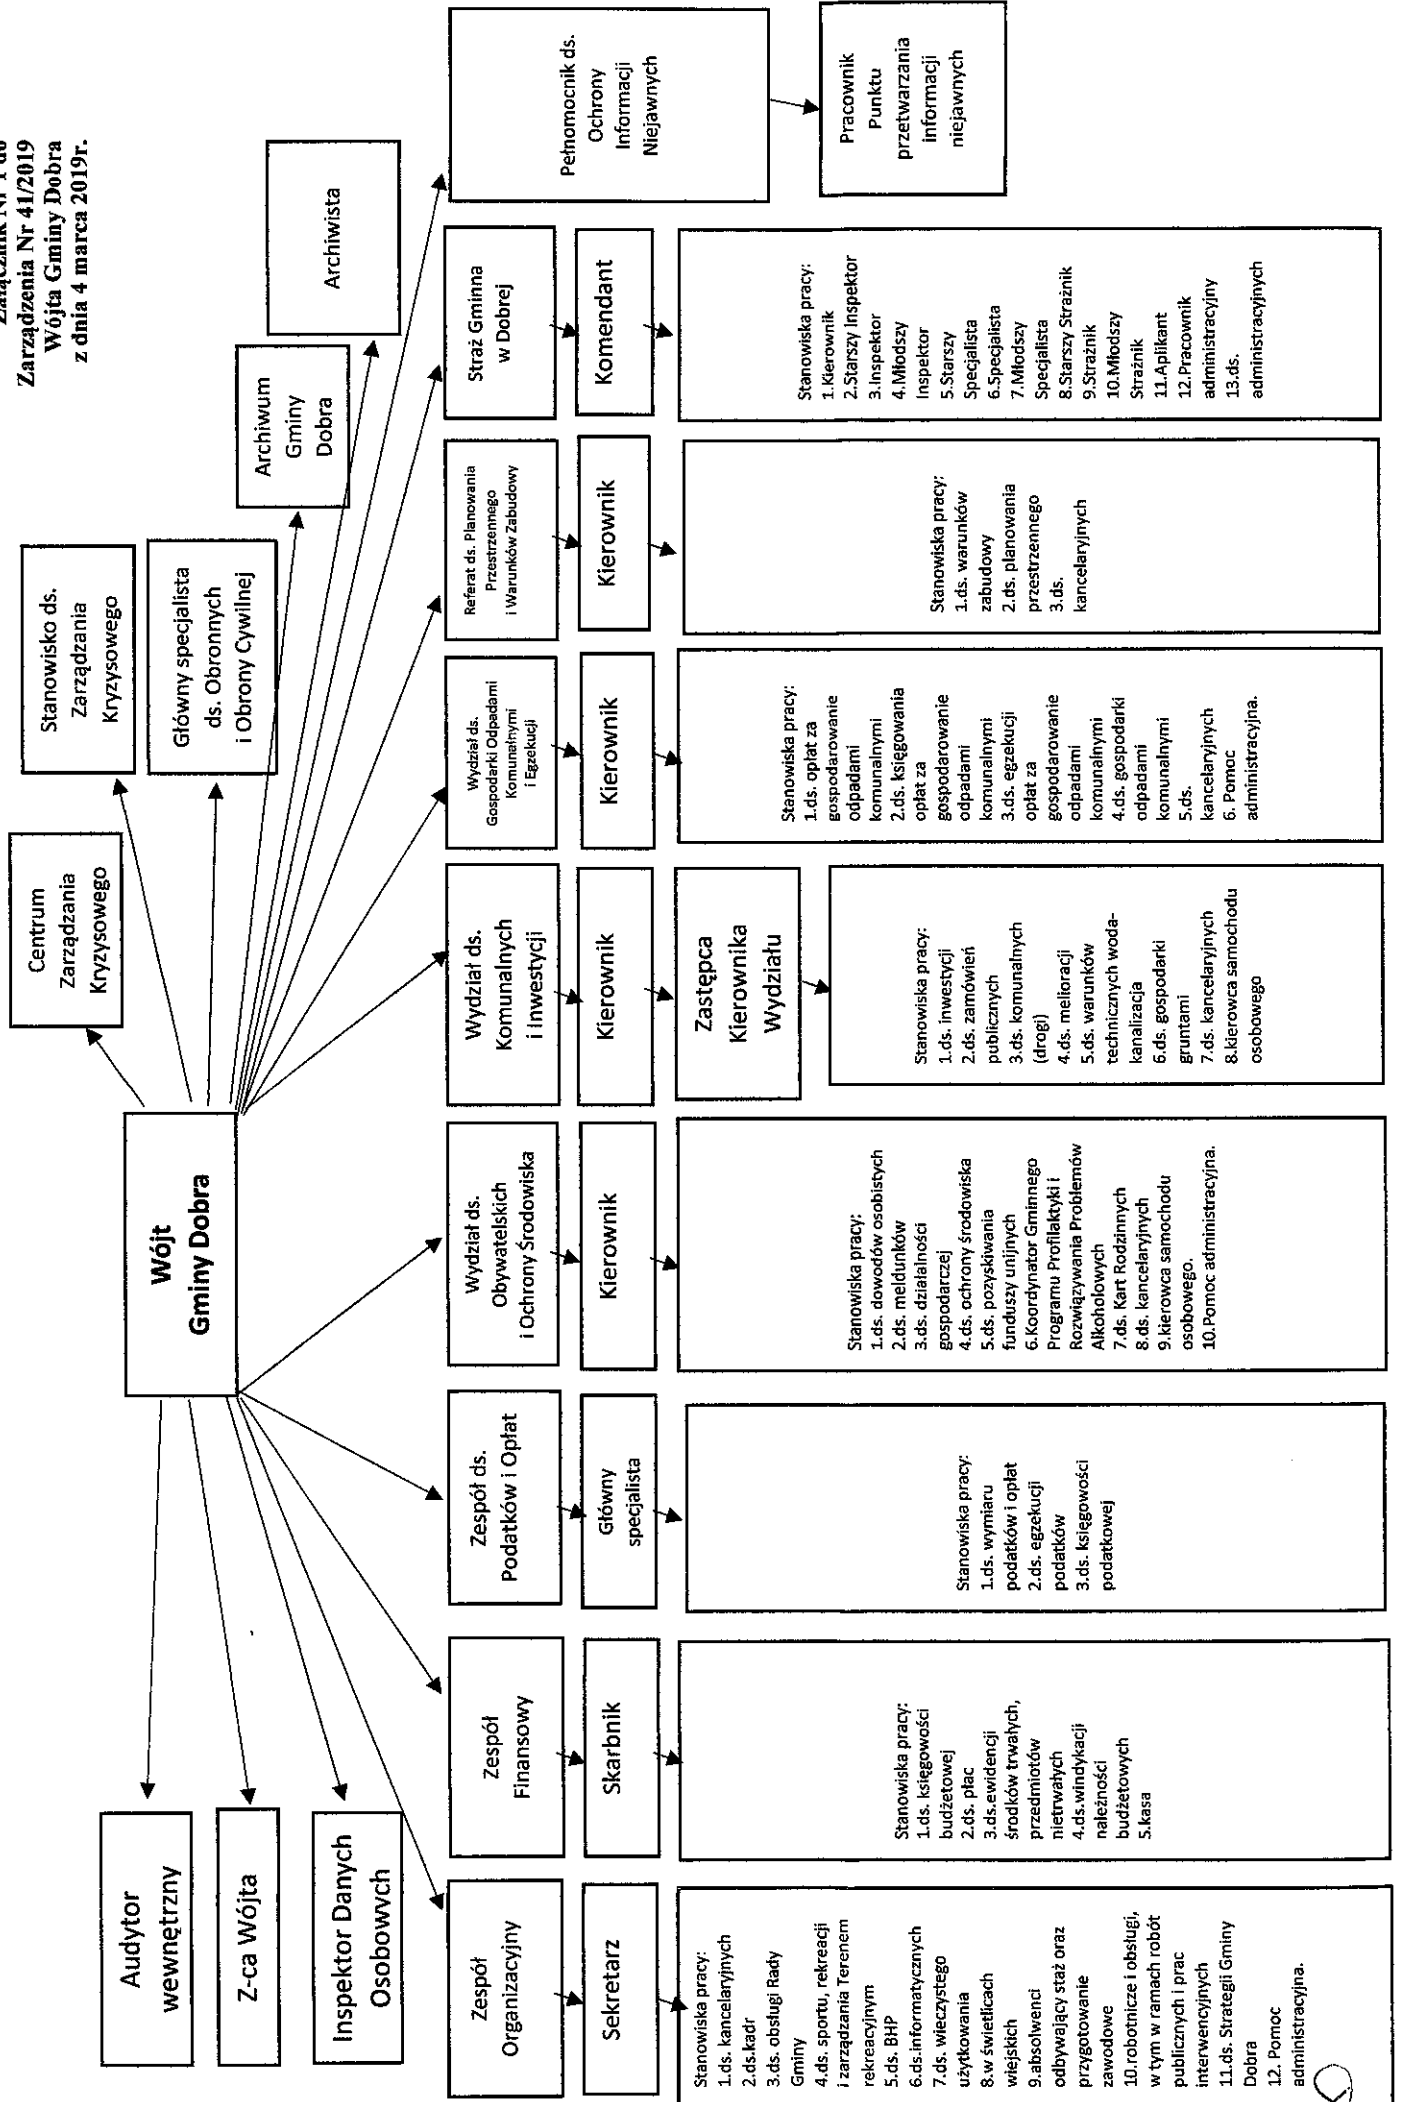 Załącznik Nr 1 do
Zarządzenia Nr 41/2019
Wójta Gminy Dobra
z dnia 4 marca 2019r.
Wójt
Gminy Dobra
Audytor
wewnętrzny
Z-ca Wójta
Inspektor Danych
Osobowych
Centrum
Zarządzania
Kryzysowego
Stanowisko ds.
Zarządzania
Kryzysowego
Główny specjalista
ds. Obronnych
i Obrony Cywilnej
Archiwum
Gminy
Dobra
Archiwista
Zespół
Organizacyjny
Sekretarz
Stanowiska pracy:
1.ds. kancelaryjnych
2.ds.kadr
3.ds. obsługi Rady
Gminy
4.ds. sportu, rekreacji
i zarządzania Terenem
rekreacyjnym
5.ds. BHP
6.ds.informatycznych
7.ds. wieczystego
użytkowania
8.w świetlicach
wiejskich
9.absolwenci
odbywający staż oraz
przygotowanie
zawodowe
10.robotnicze i obsługi,
w tym w ramach robót
publicznych i prac
interwencyjnych
11.ds. Strategii Gminy
Dobra
12. Pomoc
administracyjna.
Zespół
Finansowy
Skarbnik
Stanowiska pracy:
1.ds. księgowości
budżetowej
2.ds. płac
3.ds.ewidencji
środków trwałych,
przedmiotów
nietrwałych
4.ds.windykacji
należności
budżetowych
5.kasa
Zespół ds.
Podatków i Opłat
Główny
specjalista
Stanowiska pracy:
1.ds. wymiaru
podatków i opłat
2.ds. egzekucji
podatków
3.ds. księgowości
podatkowej
Wydział ds.
Obywatelskich
i Ochrony Środowiska
Kierownik
Stanowiska pracy:
1.ds. dowodów osobistych
2.ds. meldunków
3.ds. działalności
gospodarczej
4.ds. ochrony środowiska
5.ds. pozyskiwania
funduszy unijnych
6.Koordynator Gminnego
Programu Profilaktyki i
Rozwiązywania Problemów
Alkoholowych
7.ds. Kart Rodzinnych
8.ds. kancelaryjnych
9.kierowca samochodu
osobowego.
10.Pomoc administracyjna.
Wydział ds.
Komunalnych
i Inwestycji
Kierownik
Zastępca
Kierownika
Wydziału
Stanowiska pracy:
1.ds. inwestycji
2.ds. zamówień
publicznych
3.ds. komunalnych
(drogi)
4.ds. melioracji
5.ds. warunków
technicznych woda-
kanalizacja
6.ds. gospodarki
gruntami
7.ds. kancelaryjnych
8.kierowca samochodu
osobowego
Wydział ds.
Gospodarki Odpadami
Komunalnymi
i Egzekucji
Kierownik
Stanowiska pracy:
1.ds. opłat za
gospodarowanie
odpadami
komunalnymi
2.ds. księgowania
opłat za
gospodarowanie
odpadami
komunalnymi
3.ds. egzekucji
opłat za
gospodarowanie
odpadami
komunalnymi
4.ds. gospodarki
odpadami
komunalnymi
5.ds.
kancelaryjnych
6. Pomoc
administracyjna.
Referat ds. Planowania
Przestrzennego
i Warunków Zabudowy
Kierownik
Stanowiska pracy:
1.ds. warunków
zabudowy
2.ds. planowania
przestrzennego
3.ds.
kancelaryjnych
Straż Gminna
w Dobrej
Komendant
Stanowiska pracy:
1.Kierownik
2.Starszy Inspektor
3.Inspektor
4.Młodszy
Inspektor
5.Starszy
Specjalista
6.Specjalista
7.Młodszy
Specjalista
8.Starszy Strażnik
9.Strażnik
10.Młodszy
Strażnik
11.Aplikant
12.Pracownik
administracyjny
13.ds.
administracyjnych
Pełnomocnik ds.
Ochrony
Informacji
Niejawnych
Pracownik
Punktu
przetwarzania
informacji
niejawnych